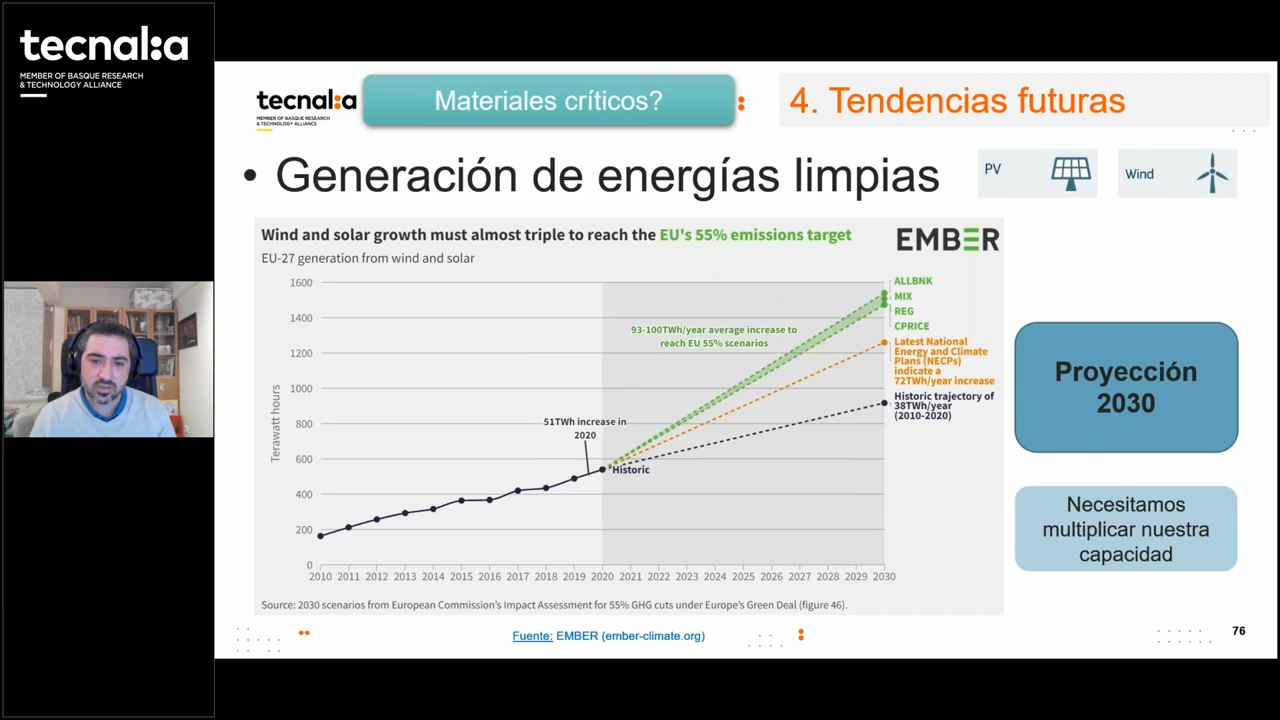 tecnal:a
MEMBER OF BASQUE RESEARCH
& TECHNOLOGY ALLIANCE
tecnal:a
MEMBER OF BASQUE RESEARCH
& TECHNOLOGY ALLIANCE
Materiales críticos?
4. Tendencias futuras
• Generación de energías limpias
PV
Wind
Wind and solar growth must almost triple to reach the EU's 55% emissions target
EMBER
EU-27 generation from wind and solar
Terawatt hours
1600
1400
1200
1000
800
600
400
200
0
93-100TWh/year average increase to
reach EU 55% scenarios
51TWh increase in
2020
Historic
ALLBNK
MIX
REG
CPRICE
Latest National
Energy and Climate
Plans (NECPs)
indicate a
72TWh/year increase
Historic trajectory of
38TWh/year
(2010-2020)
2010 2011 2012 2013 2014 2015 2016 2017 2018 2019 2020 2021 2022 2023 2024 2025 2026 2027 2028 2029 2030
Source: 2030 scenarios from European Commission's Impact Assessment for 55% GHG cuts under Europe's Green Deal (figure 46).
Proyección
2030
Necesitamos
multiplicar nuestra
capacidad
Fuente: EMBER (ember-climate.org)
76